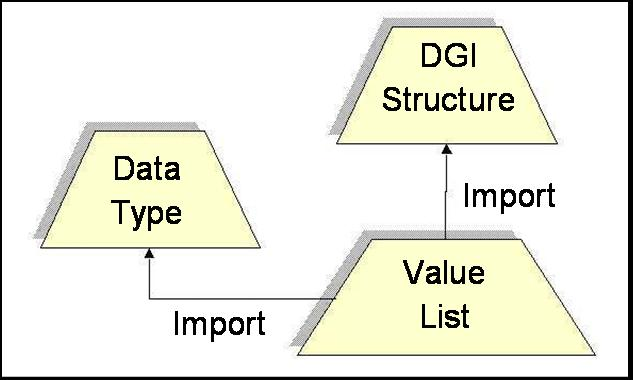 DGI
Structure
Data
Type
Import
Value
List
Import